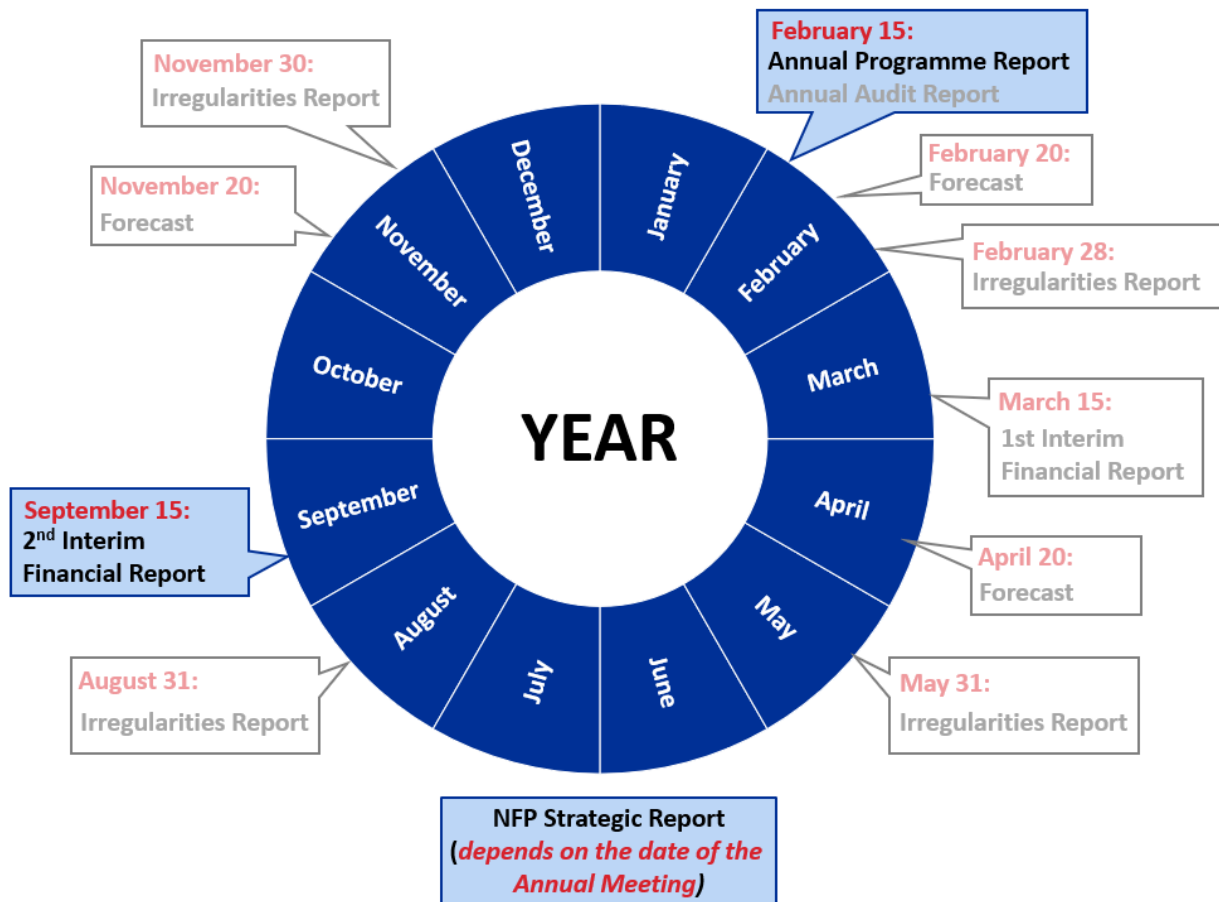 November 30:
Irregularities Report
February 15:
Annual Programme Report
Annual Audit Report
November 20:
Forecast
February 20:
Forecast
February 28:
Irregularities Report
December
January
November
February
October
March
YEAR
March 15:
1st Interim
Financial Report
September
April
September 15:
2nd Interim
Financial Report
April 20:
Forecast
August
May
July
June
August 31:
Irregularities Report
May 31:
Irregularities Report
NFP Strategic Report
(depends on the date of the
Annual Meeting)